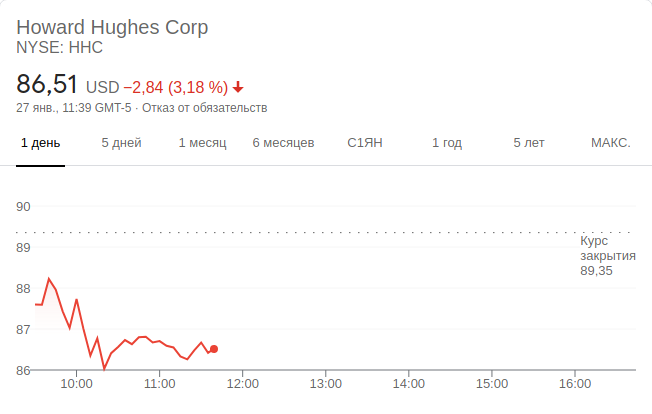 Howard Hughes Corp
NYSE: HHC
86,51 USD −2,84 (3,18 %)
27 янв., 11:39 GMT-5 · Отказ от обязательств
1 день 5 дней 1 месяц 6 месяцев С1ЯН 1 год 5 лет МАКС.
90
89
88
87
86
Курс
закрытия
89,35
10:00 11:00 12:00 13:00 14:00 15:00 16:00